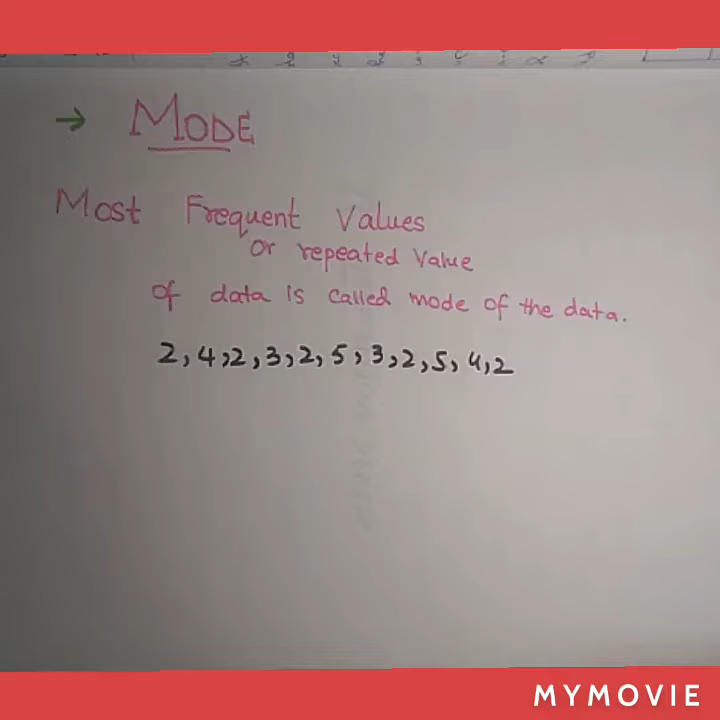 → MODE
Most Frequent Values
or repeated Value
of data is called mode of the data.
2,4,2,3,2,5,3,2,5,4,2
MYMOVIE